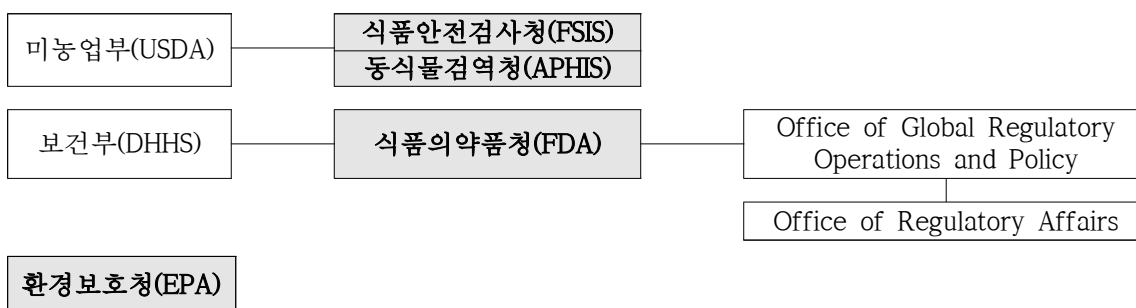 미농업부(USDA)
식품안전검사청(FSIS)
동식물검역청(APHIS)
보건부(DHHS)
식품의약품청(FDA)
Office of Global Regulatory
Operations and Policy
Office of Regulatory Affairs
환경보호청(EPA)